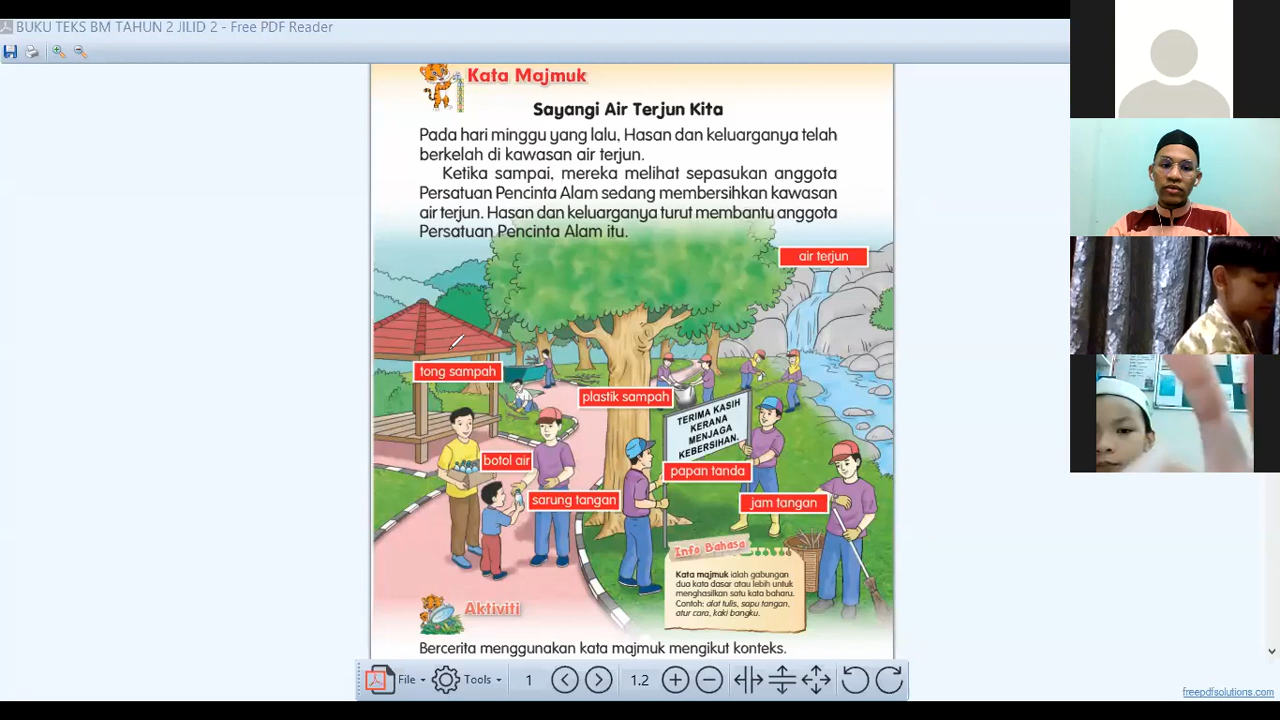 BUKU TEKS BM TAHUN 2 JILID 2 - Free PDF Reader
Kata Majmuk
Sayangi Air Terjun Kita
Pada hari minggu yang lalu, Hasan dan keluarganya telah
berkelah di kawasan air terjun.
Ketika sampai, mereka melihat sepasukan anggota
Persatuan Pencinta Alam sedang membersihkan kawasan
air terjun. Hasan dan keluarganya turut membantu anggota
Persatuan Pencinta Alam itu.
air terjun
tong sampah
plastik sampah
TERIMA KASIH
KERANA
MENJAGA
KEBERSIHAN.
botol air
papan tanda
sarung tangan
jam tangan
Info Bahasa
Kata majmuk ialah gabungan
dua kata dasar atau lebih untuk
menghasilkan satu kata baharu.
Contoh: alat tulis, sapu tangan,
atur cara, kaki bangku.
Aktiviti
Bercerita menggunakan kata majmuk mengikut konteks.
File
Tools
1
1.2
freepdfsolutions.com